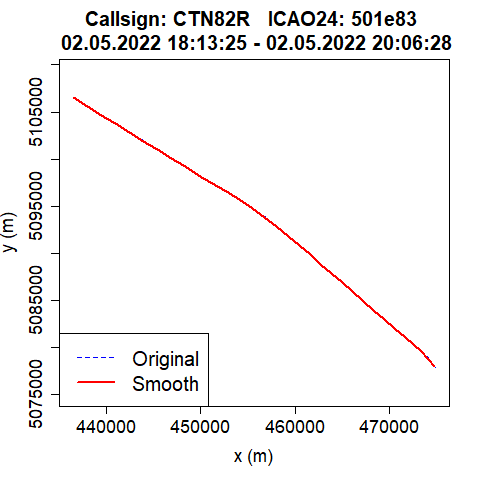 Callsign: CTN82R   ICAO24: 501e83
02.05.2022 18:13:25 - 02.05.2022 20:06:28
5105000
5095000
5085000
5075000
y (m)
Original
Smooth
440000 450000 460000 470000
x (m)